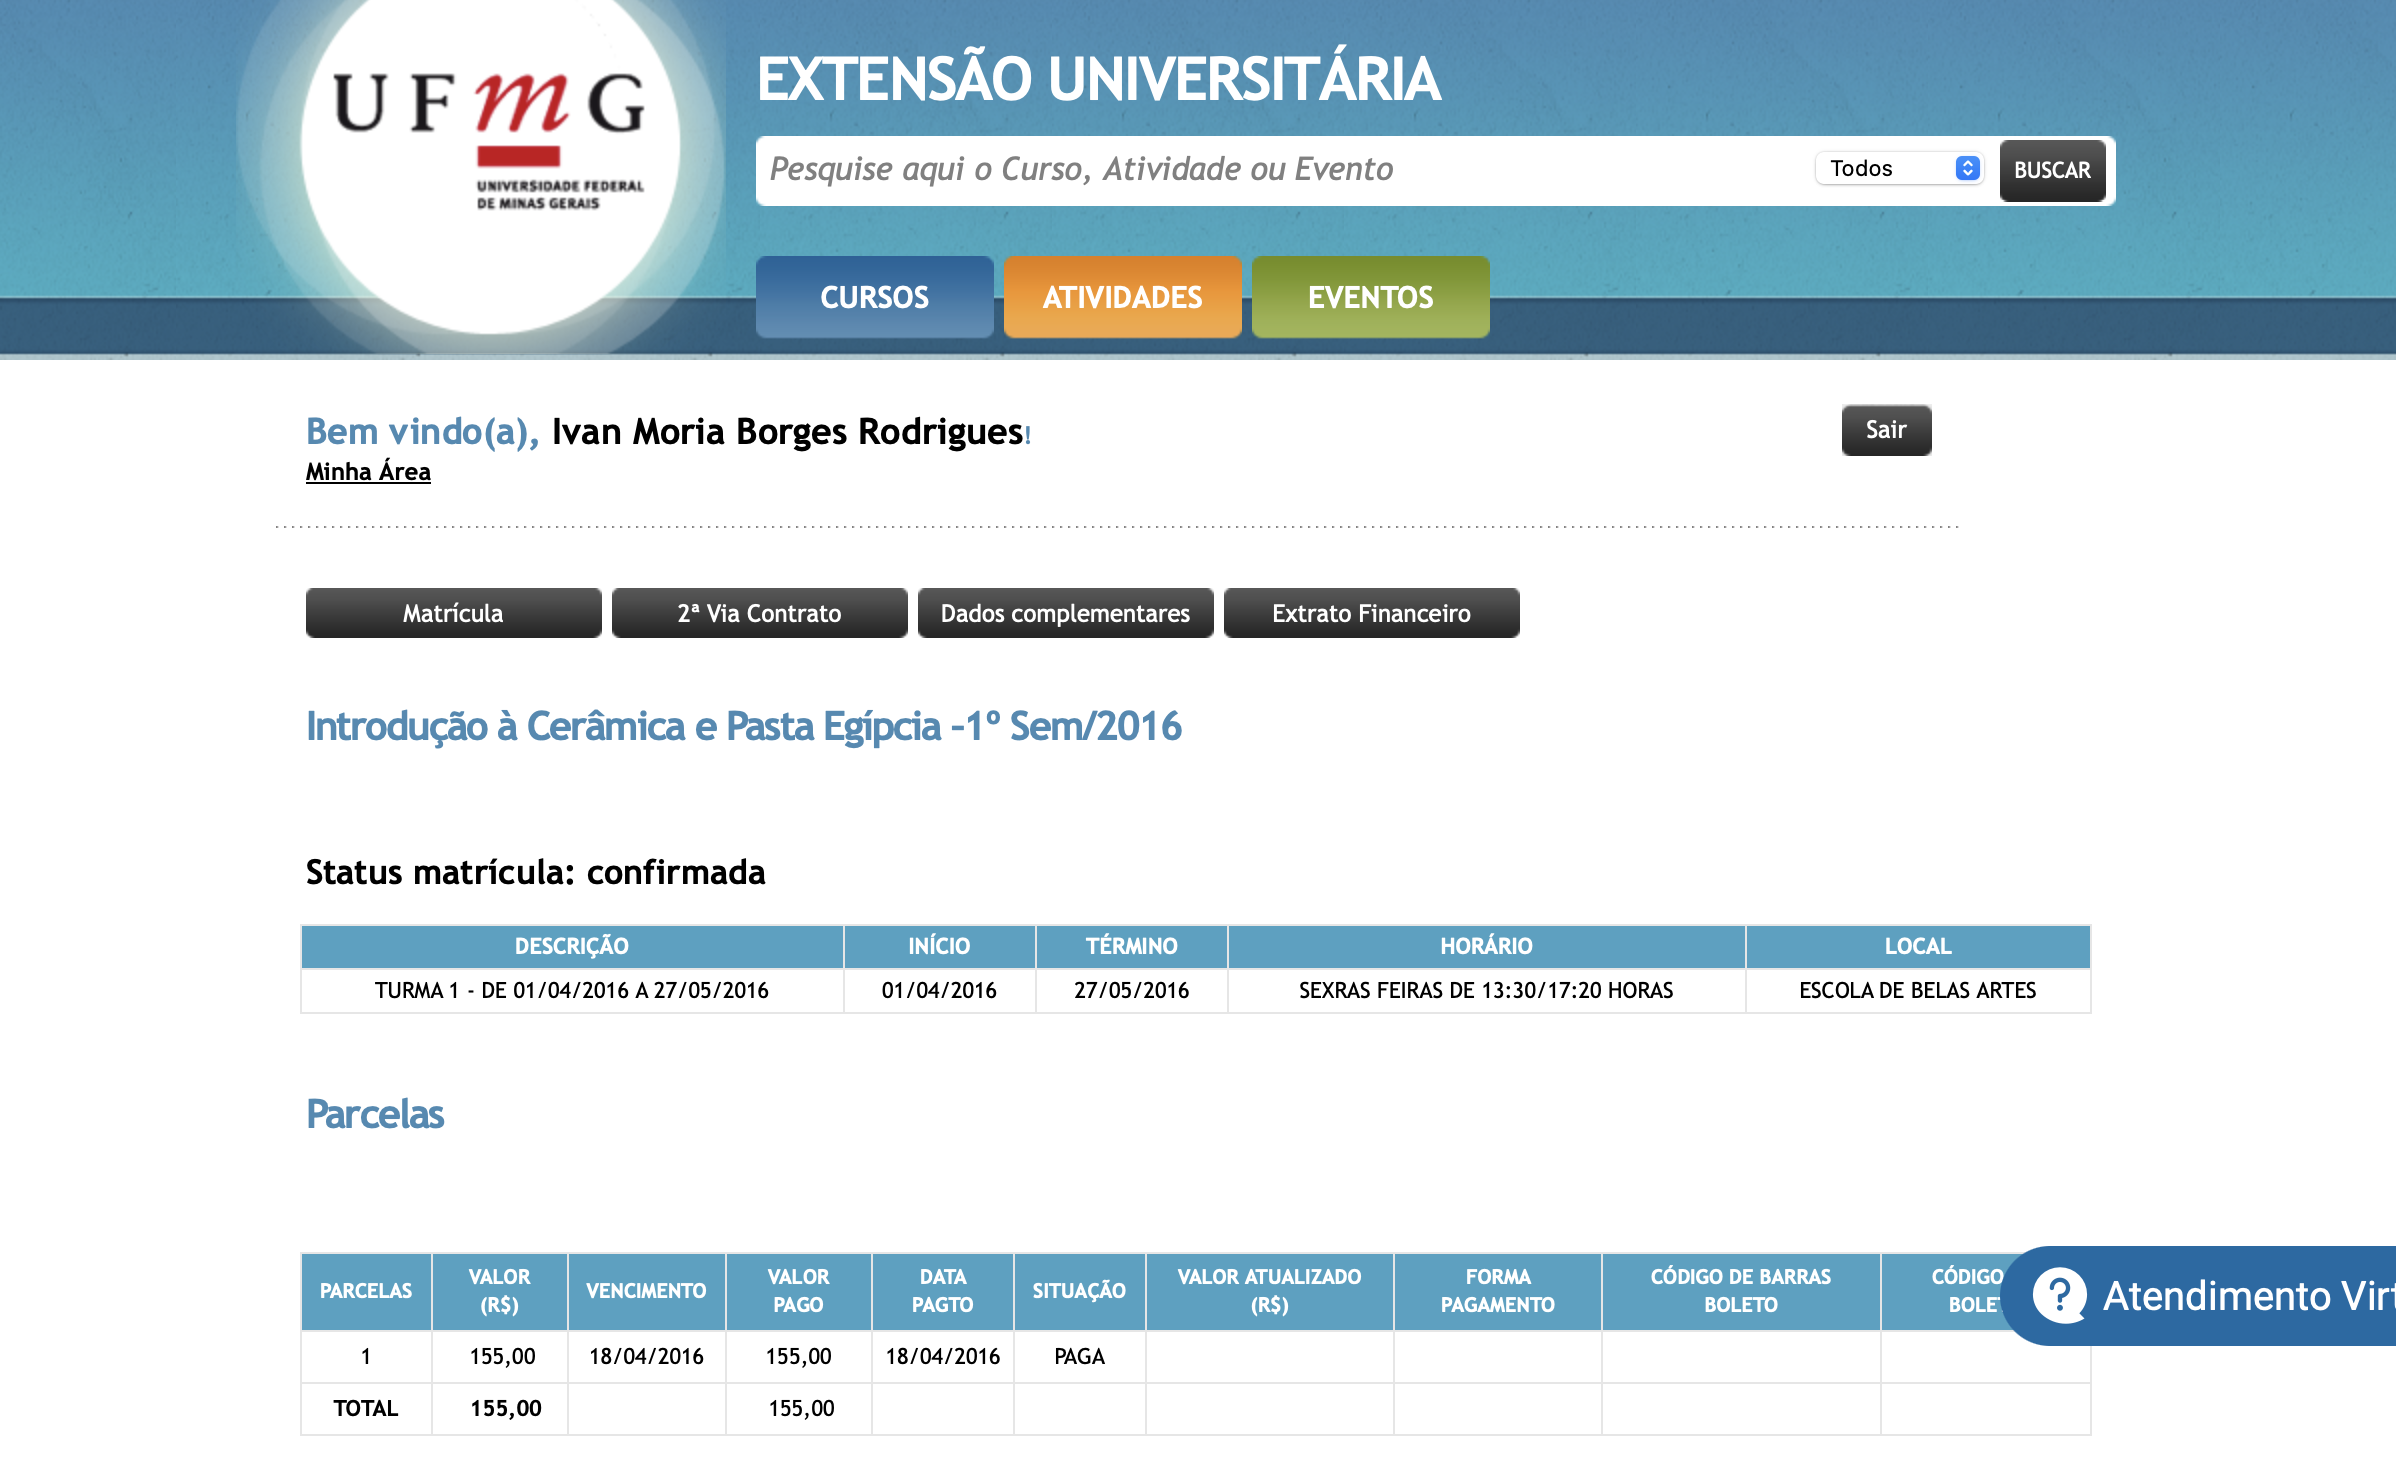 UFmG
UNIVERSIDADE FEDERAL
DE MINAS GERAIS
EXTENSÃO UNIVERSITÁRIA
Pesquise aqui o Curso, Atividade ou Evento
Todos
BUSCAR
CURSOS
ATIVIDADES
EVENTOS
Bem vindo(a), Ivan Moria Borges Rodrigues!
Minha Área
Sair
Matrícula
2ª Via Contrato
Dados complementares
Extrato Financeiro
Introdução à Cerâmica e Pasta Egípcia -1º Sem/2016
Status matrícula: confirmada
DESCRIÇÃO INÍCIO TÉRMINO HORÁRIO LOCAL
TURMA 1 - DE 01/04/2016 A 27/05/2016 01/04/2016 27/05/2016 SEXRAS FEIRAS DE 13:30/17:20 HORAS ESCOLA DE BELAS ARTES
Parcelas
PARCELAS
VALOR
(R$)
VENCIMENTO
VALOR
PAGO
DATA
PAGTO
SITUAÇÃO
VALOR ATUALIZADO
(R$)
FORMA
PAGAMENTO
CÓDIGO DE BARRAS
BOLETO
CÓDIGO
1 155,00 18/04/2016 155,00 18/04/2016 PAGA
TOTAL 155,00 155,00
Atendimento